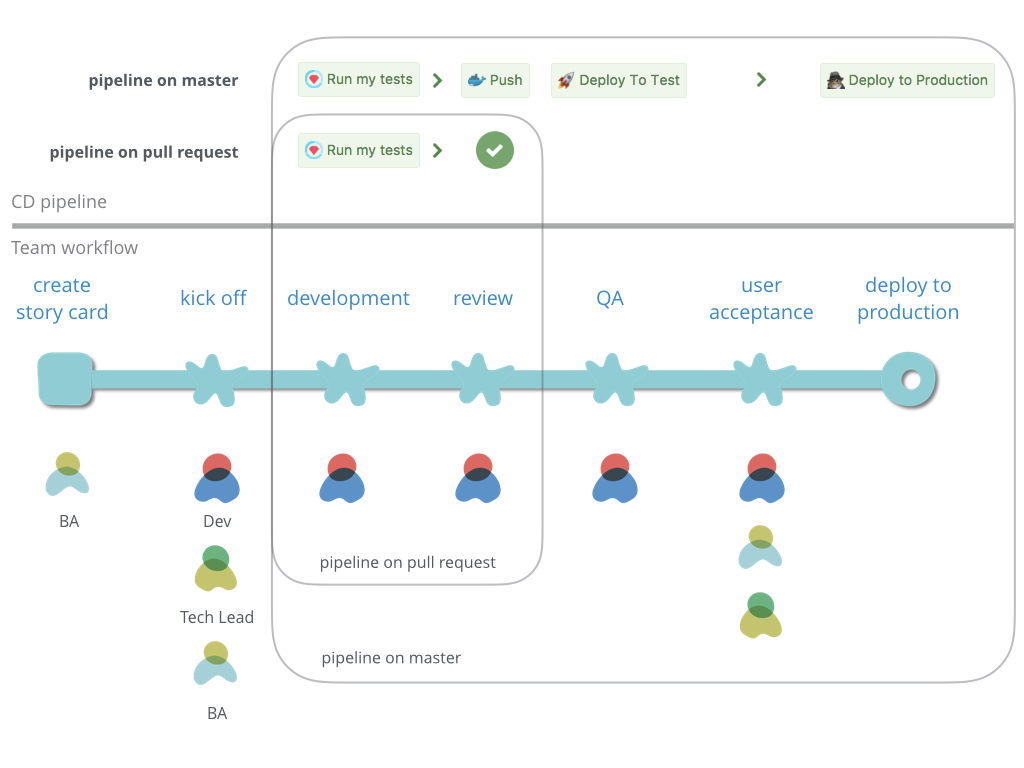 pipeline on master
Run my tests
Push
Deploy To Test
Deploy to Production
pipeline on pull request
Run my tests
CD pipeline
Team workflow
create
story card
kick off
development
review
QA
user
acceptance
deploy to
production
BA
Dev
Tech Lead
BA
pipeline on pull request
pipeline on master